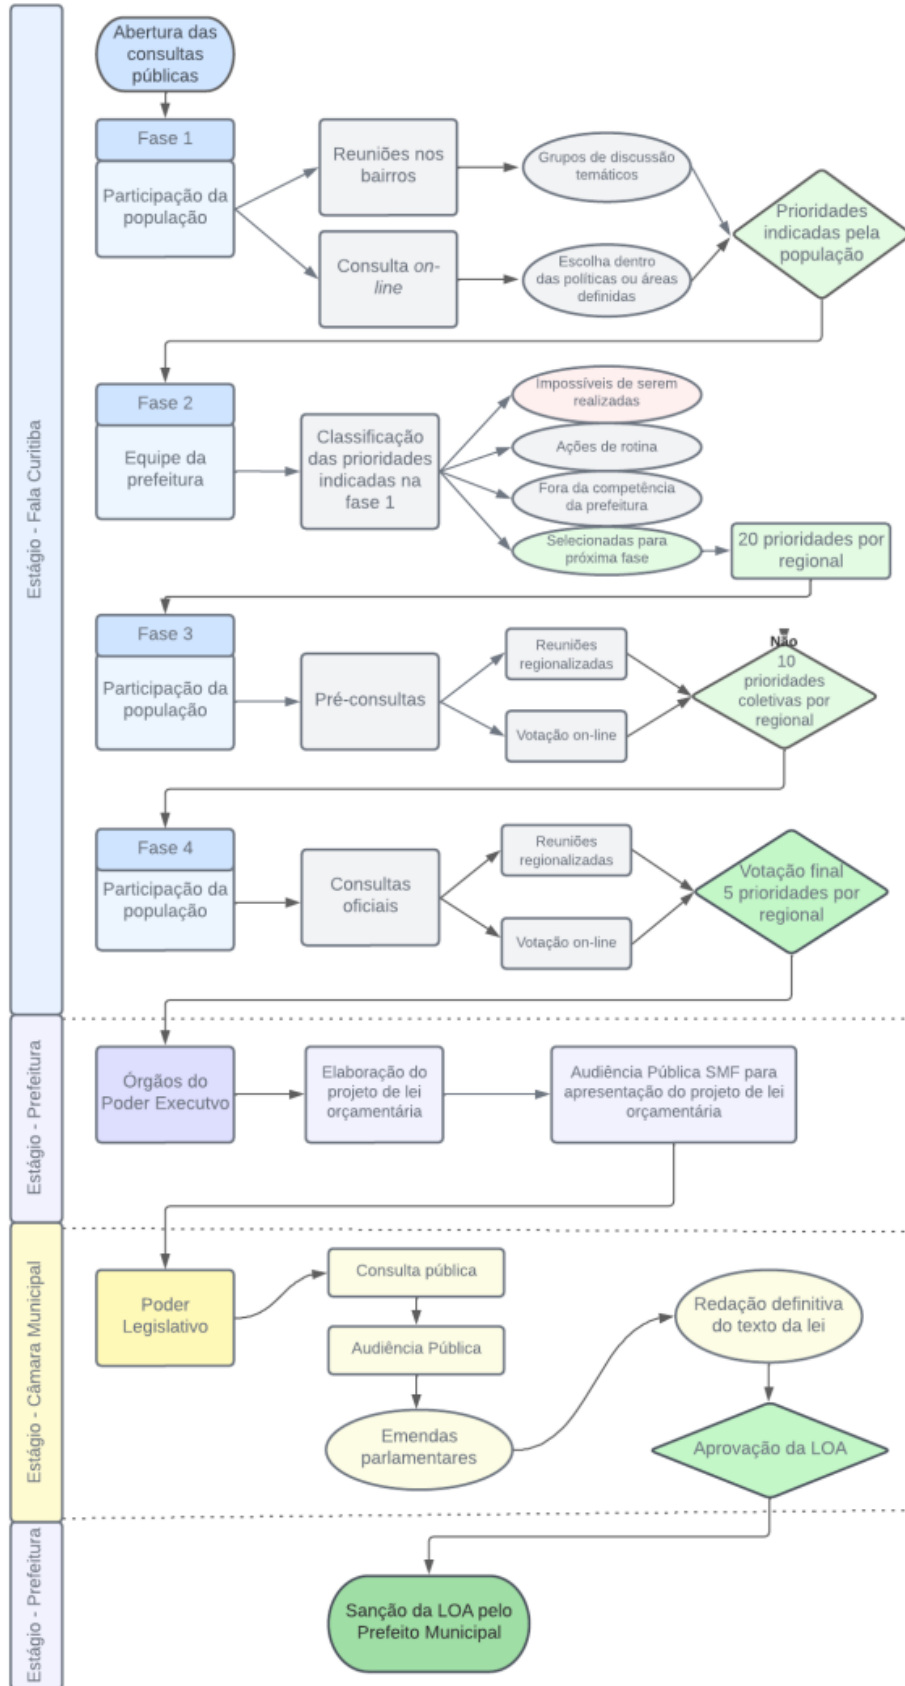 Abertura das
consultas
públicas
Estágio - Fala Curitiba
Fase 1
Participação da
população
Reuniões nos
bairros
Grupos de discussão
temáticos
Consulta on-
line
Escolha dentro
das políticas ou áreas
definidas
Prioridades
indicadas pela
população
Fase 2
Equipe da
prefeitura
Classificação
das prioridades
indicadas na
fase 1
Impossíveis de serem
realizadas
Ações de rotina
Fora da competência
da prefeitura
Selecionadas para
próxima fase
20 prioridades por
regional
Fase 3
Participação da
população
Pré-consultas
Reuniões
regionalizadas
Votação on-line
Não
10
prioridades
coletivas por
regional
Fase 4
Participação da
população
Consultas
oficiais
Reuniões
regionalizadas
Votação on-line
Votação final
5 prioridades por
regional
Estágio - Prefeitura
Órgãos do
Poder Executvo
Elaboração do
projeto de lei
orçamentária
Audiência Pública SMF para
apresentação do projeto de lei
orçamentária
Estágio - Câmara Municipal
Poder
Legislativo
Consulta pública
Audiência Pública
Emendas
parlamentares
Redação definitiva
do texto da lei
Aprovação da LOA
Estágio - Prefeitura
Sanção da LOA pelo
Prefeito Municipal